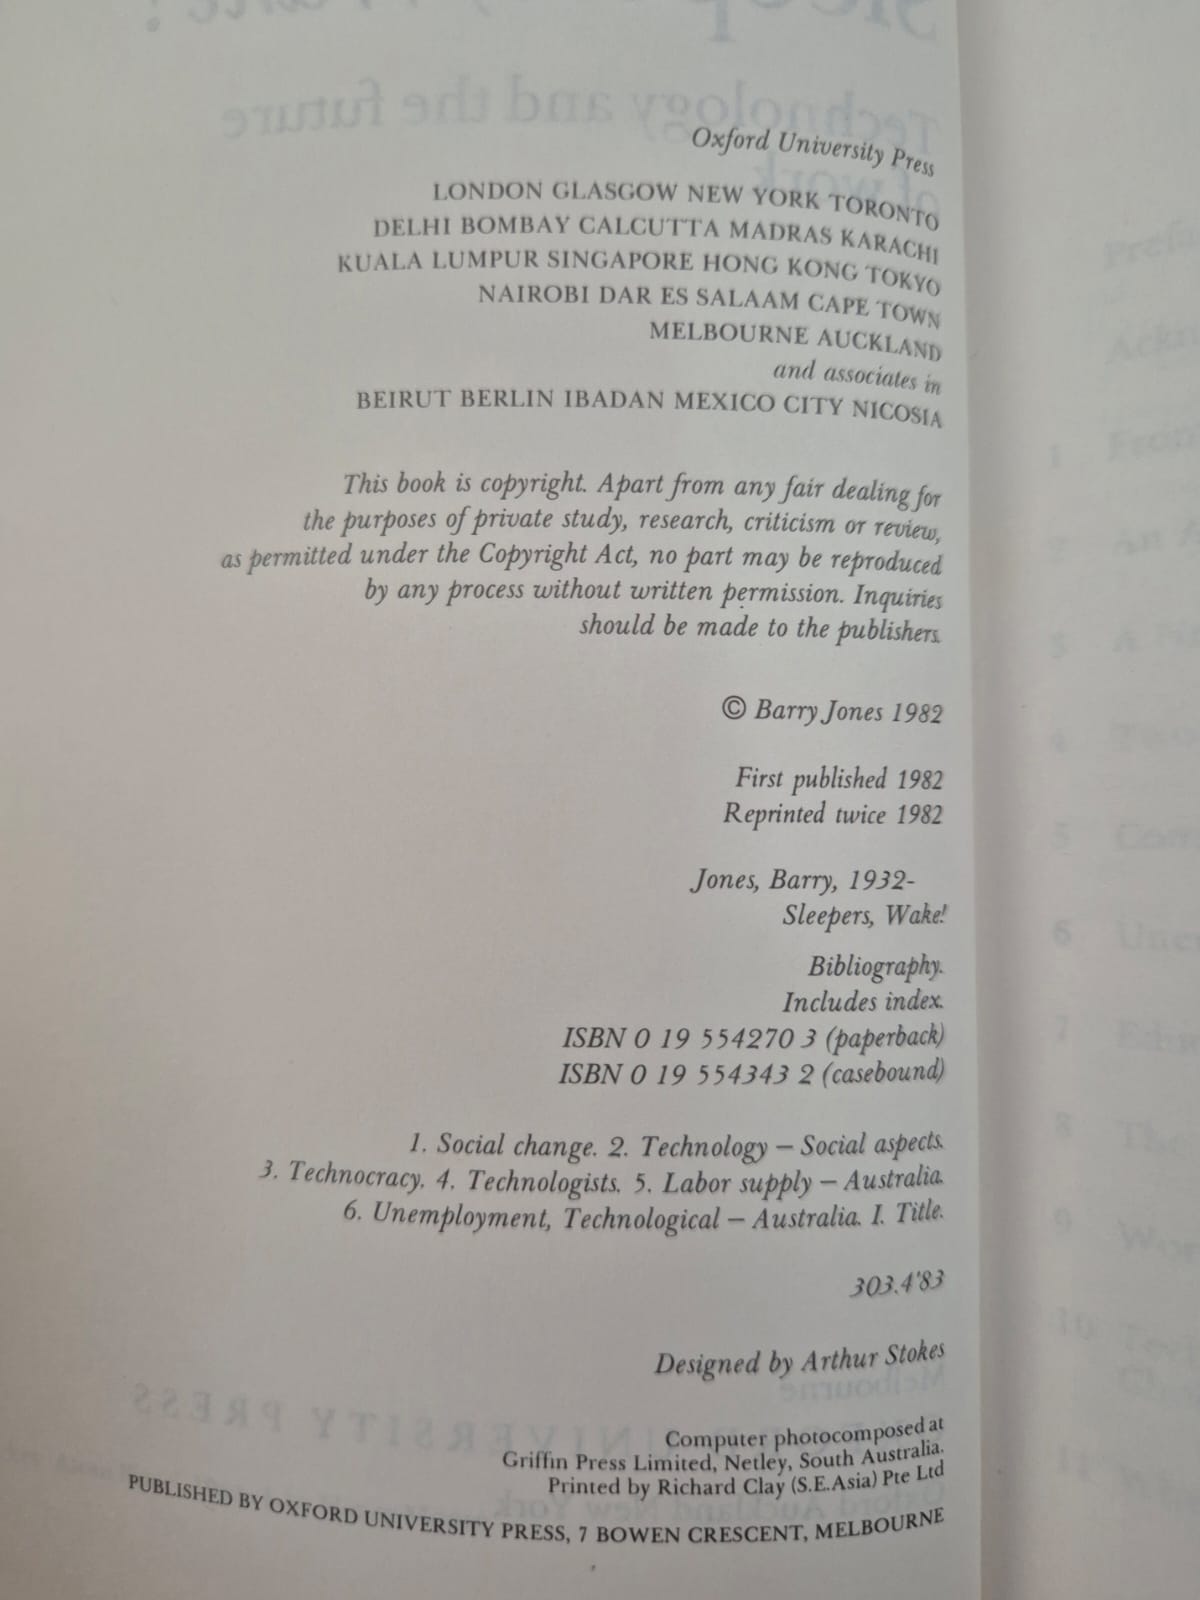 Oxford University Press
LONDON GLASGOW NEW YORK TORONTO
DELHI BOMBAY CALCUTTA MADRAS KARACHI
KUALA LUMPUR SINGAPORE HONG KONG TOKYO
NAIROBI DAR ES SALAAM CAPE TOWN
MELBOURNE AUCKLAND
and associates in
BEIRUT BERLIN IBADAN MEXICO CITY NICOSIA
This book is copyright. Apart from any fair dealing for
the purposes of private study, research, criticism or review,
as permitted under the Copyright Act, no part may be reproduced
by any process without written permission. Inquiries
should be made to the publishers.
© Barry Jones 1982
First published 1982
Reprinted twice 1982
Jones, Barry, 1932-
Sleepers, Wake!
Bibliography.
Includes index.
ISBN 0 19 554270 3 (paperback)
ISBN 0 19 554343 2 (casebound)
1. Social change. 2. Technology – Social aspects.
3. Technocracy. 4. Technologists. 5. Labor supply – Australia.
6. Unemployment, Technological – Australia. I. Title.
303.4'83
Designed by Arthur Stokes
Computer photocomposed at
Griffin Press Limited, Netley, South Australia.
Printed by Richard Clay (S.E.Asia) Pte Ltd
PUBLISHED BY OXFORD UNIVERSITY PRESS, 7 BOWEN CRESCENT, MELBOURNE